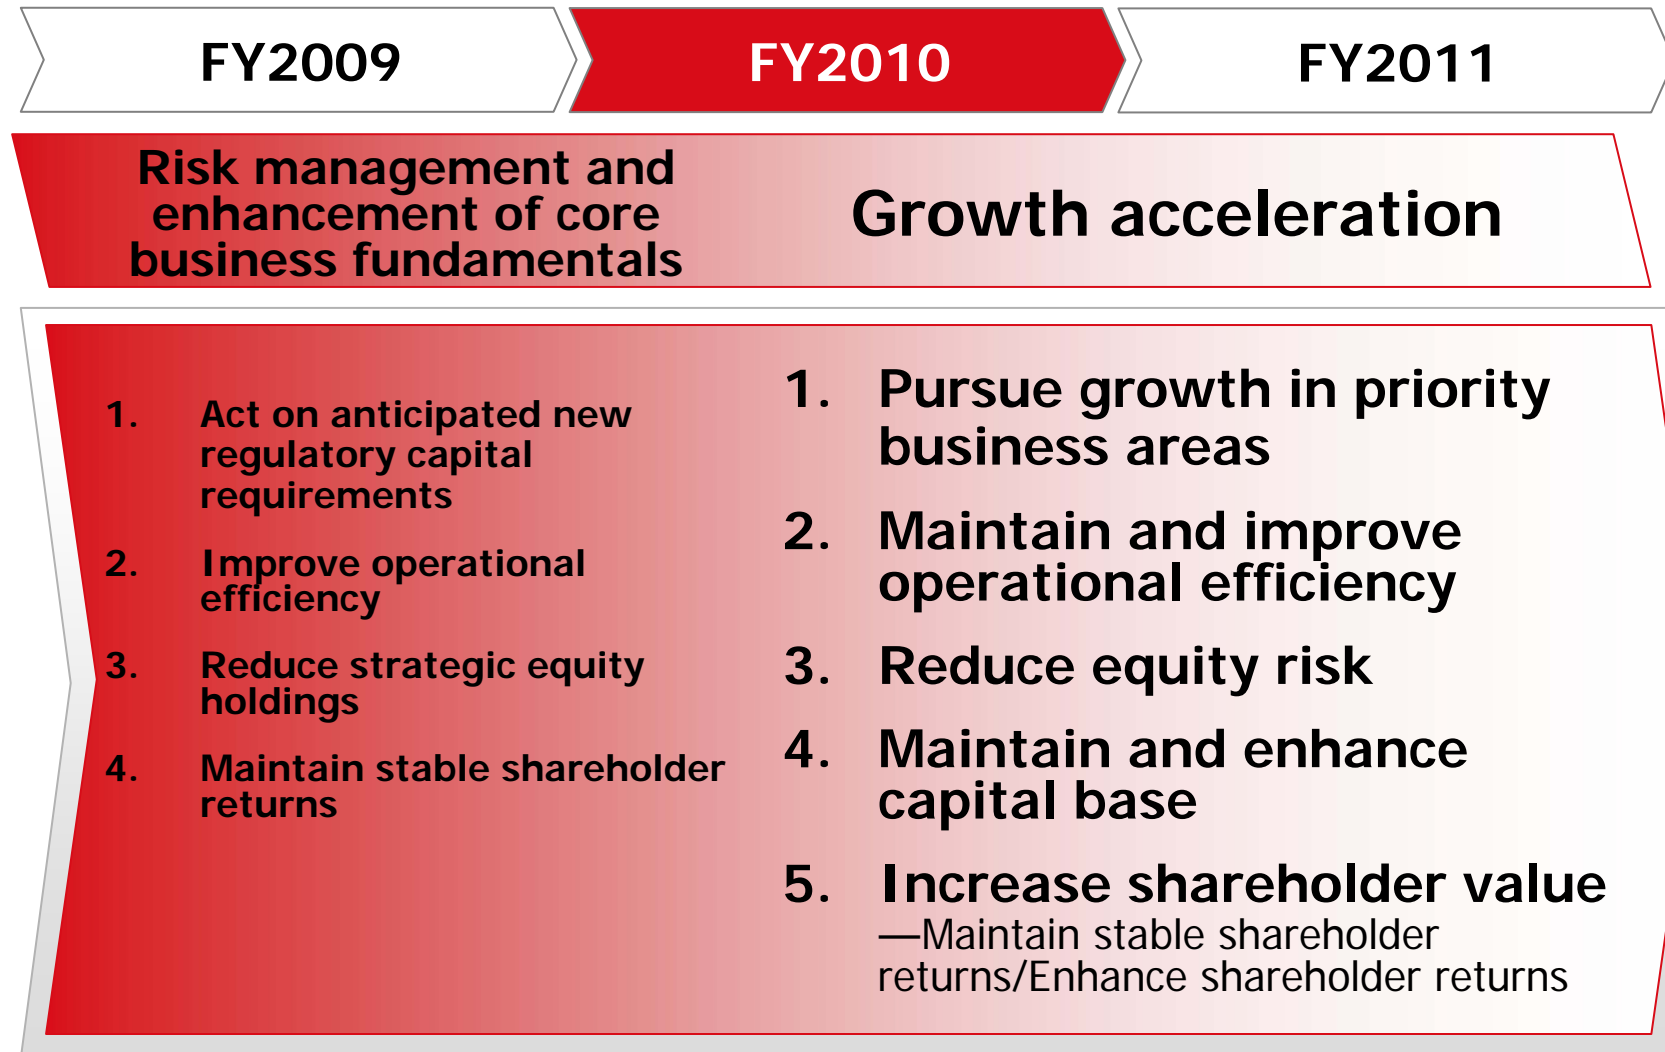 FY2009
FY2010
FY2011
Risk management and
enhancement of core
business fundamentals
Growth acceleration
1. Act on anticipated new
regulatory capital
requirements
2. Improve operational
efficiency
3. Reduce strategic equity
holdings
4. Maintain stable shareholder
returns
1. Pursue growth in priority
business areas
2. Maintain and improve
operational efficiency
3. Reduce equity risk
4. Maintain and enhance
capital base
5. Increase shareholder value
—Maintain stable shareholder
returns/Enhance shareholder returns